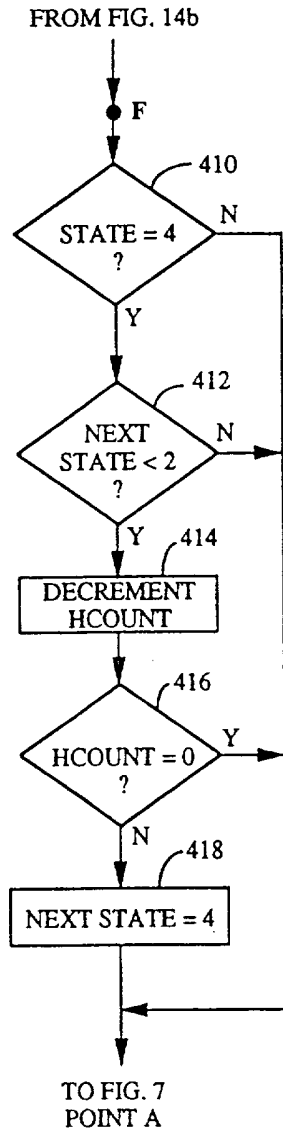 FROM FIG. 14b
F
410
STATE = 4
?
N
Y
412
NEXT
STATE < 2
?
N
Y
414
DECREMENT
HCOUNT
416
HCOUNT = 0
?
Y
N
418
NEXT STATE = 4
TO FIG. 7
POINT A